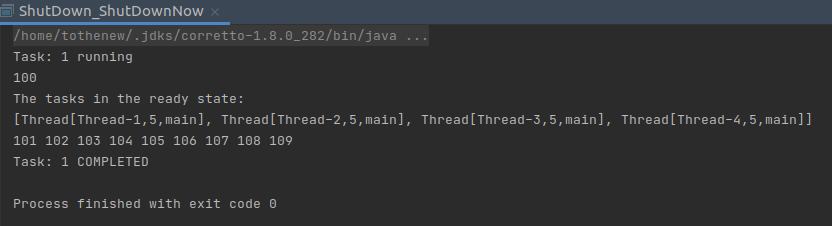 ShutDown_ShutDownNow ×
/home/tothenew/.jdks/corretto-1.8.0_282/bin/java ...
Task: 1 running
100
The tasks in the ready state:
[Thread[Thread-1,5,main], Thread[Thread-2,5,main], Thread[Thread-3,5,main], Thread[Thread-4,5,main]]
101 102 103 104 105 106 107 108 109
Task: 1 COMPLETED
Process finished with exit code 0